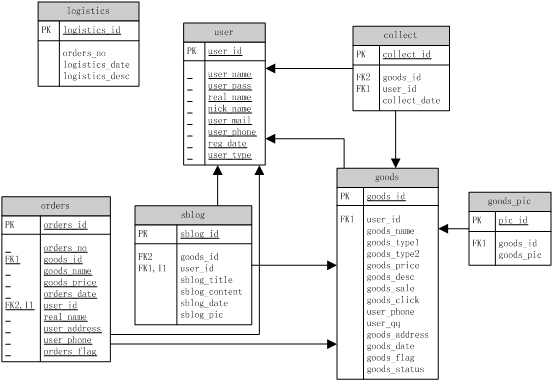 logistics
PK logistics_id
orders_no
logistics_date
logistics_desc
user
PK user_id
_ user_name
_ user_pass
_ real_name
_ nick_name
_ user_mail
_ user_phone
_ reg_date
_ user_type
collect
PK collect_id
FK2 goods_id
FK1 user_id
collect_date
orders
PK orders_id
_ orders_no
FK1 goods_id
_ goods_name
_ goods_price
_ orders_date
FK2,I1 user_id
_ real_name
_ user_address
_ user_phone
_ orders_flag
sblog
PK sblog_id
FK2 goods_id
FK1,I1 user_id
sblog_title
sblog_content
sblog_date
sblog_pic
goods
PK goods_id
FK1 user_id
goods_name
goods_type1
goods_type2
goods_price
goods_desc
goods_sale
goods_click
user_phone
user_qq
goods_address
goods_date
goods_flag
goods_status
goods_pic
PK pic_id
FK1 goods_id
goods_pic